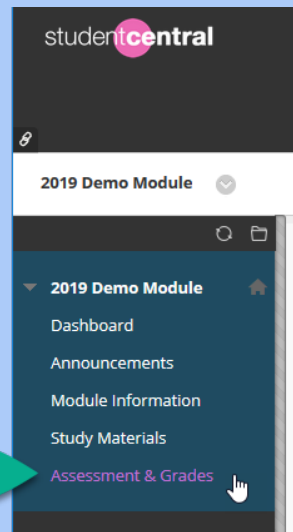 studentcentral
2019 Demo Module
2019 Demo Module
Dashboard
Announcements
Module Information
Study Materials
Assessment & Grades